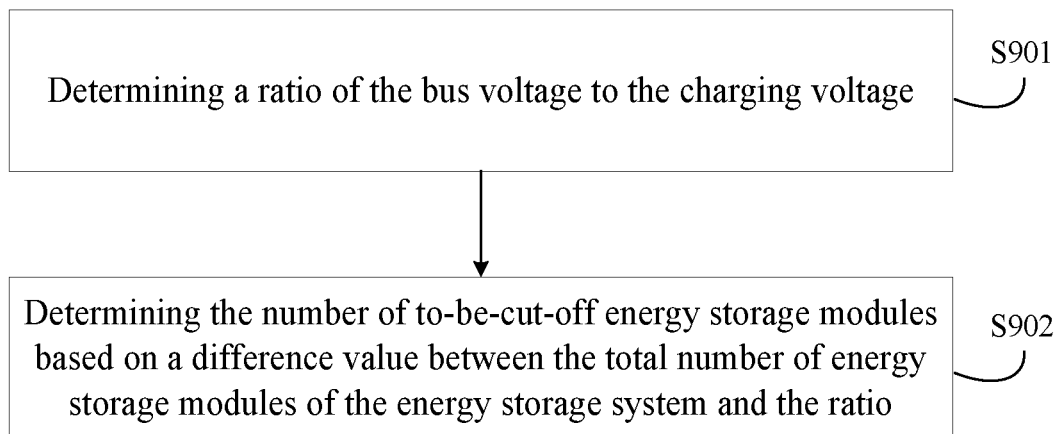 S901
Determining a ratio of the bus voltage to the charging voltage
Determining the number of to-be-cut-off energy storage modules
based on a difference value between the total number of energy
storage modules of the energy storage system and the ratio
S902